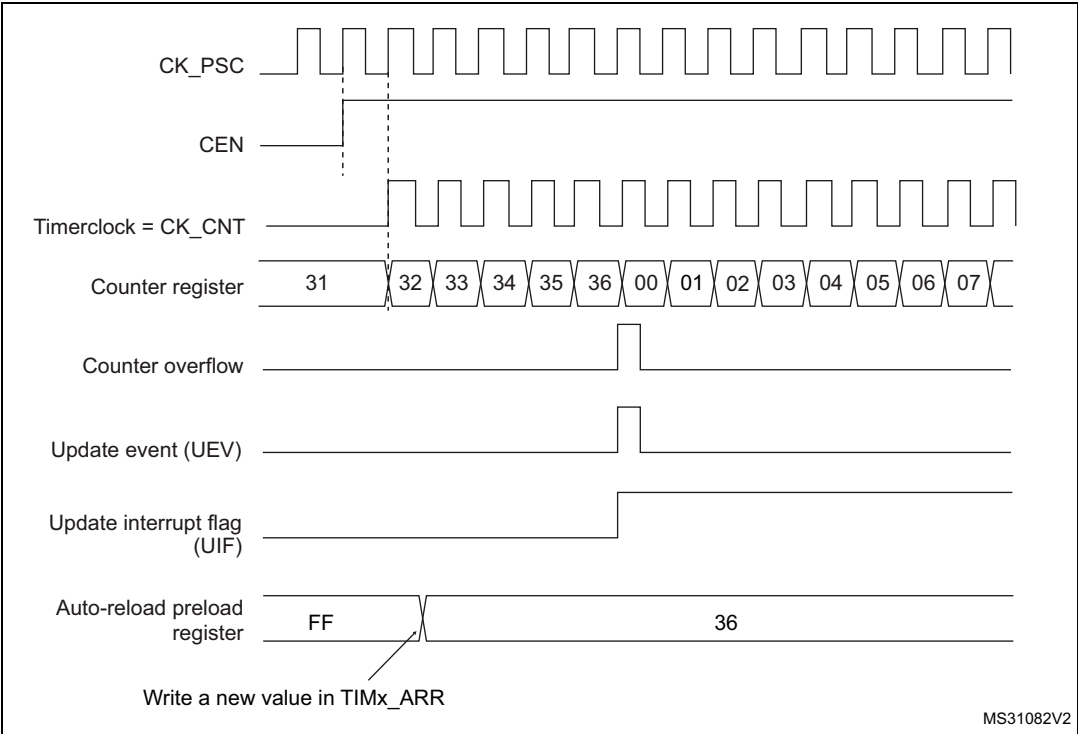 CK_PSC
CEN
Timerclock = CK_CNT
Counter register
31 32 33 34 35 36 00 01 02 03 04 05 06 07
Counter overflow
Update event (UEV)
Update interrupt flag
(UIF)
Auto-reload preload
register
FF 36
Write a new value in TIMx_ARR
MS31082V2